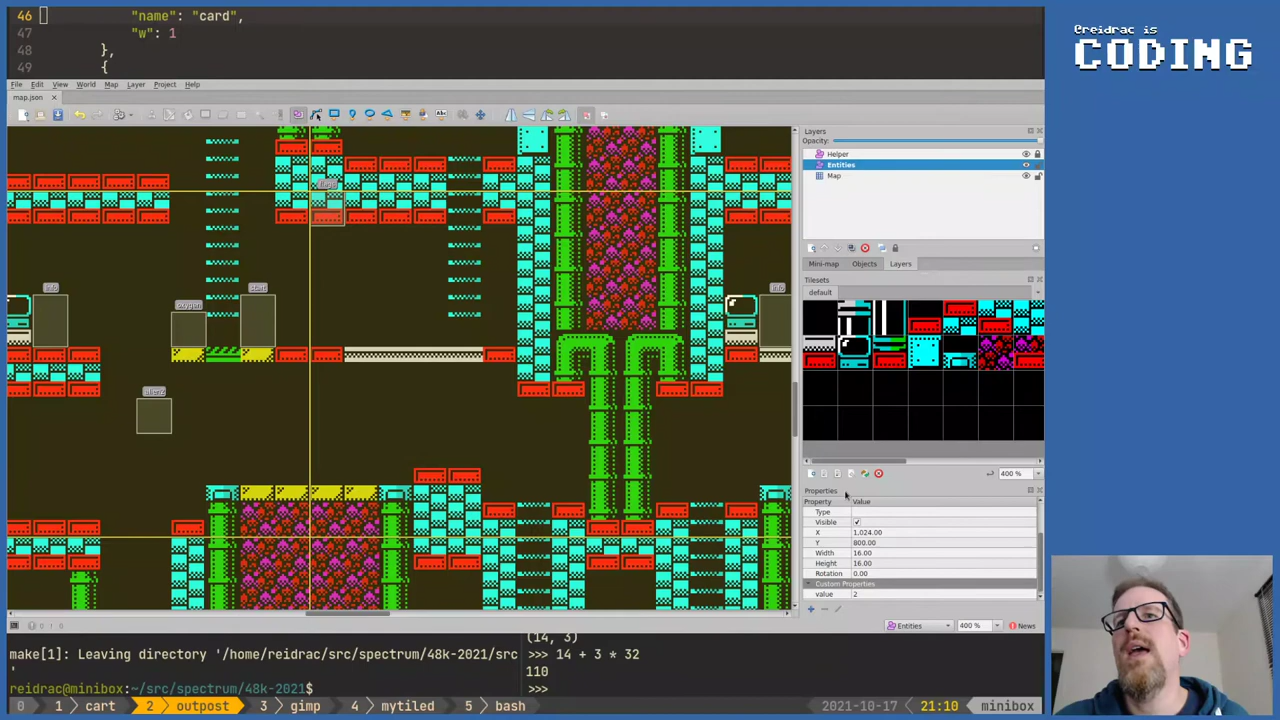 @reidrac is
CODING
46 "name": "card",
47 "w": 1
48 },
49 {
File Edit View World Map Layer Project Help
map.json
Layers
Opacity:
Helper
Entities
Map
info
oxygen
start
info
alien2
Mini-map Objects Layers
Tilesets
default
400 %
Properties
Property Value
Type
Visible
X 1,024.00
Y 800.00
Width 16.00
Height 16.00
Rotation 0.00
Custom Properties
value 2
Entities 400 % News
(14, 3)
make[1]: Leaving directory '/home/reidrac/src/spectrum/48k-2021/src
'
>>> 14 + 3 * 32
110
reidrac@minibox:~/src/spectrum/48k-2021$
>>>
0 1 cart 2 outpost 3 gimp 4 mytiled 5 bash 2021-10-17 21:10 minibox